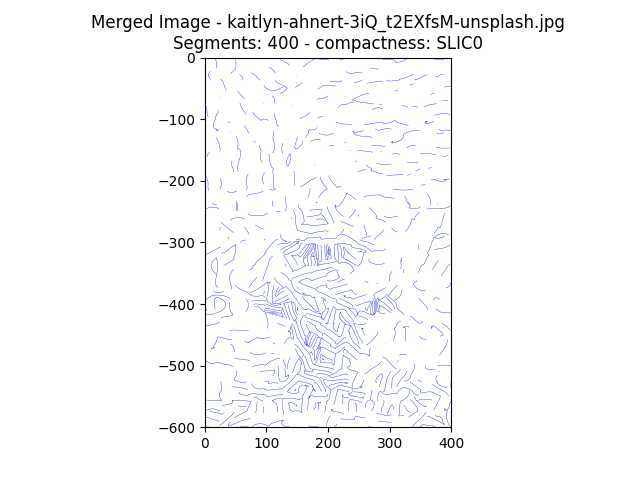 Merged Image - kaitlyn-ahnert-3iQ_t2EXfsM-unsplash.jpg
Segments: 400 - compactness: SLIC0
0
−100
−200
−300
−400
−500
−600
0 100 200 300 400